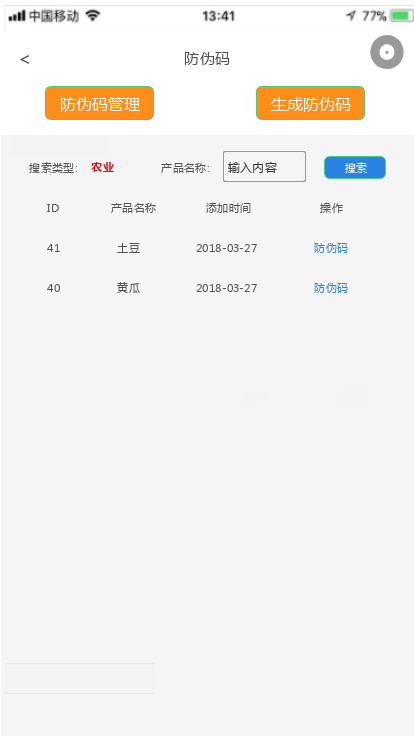 中国移动 13:41 77%
< 防伪码
防伪码管理 生成防伪码
搜索类型: 农业 产品名称: 输入内容 搜索
ID 产品名称 添加时间 操作
41 土豆 2018-03-27 防伪码
40 黄瓜 2018-03-27 防伪码